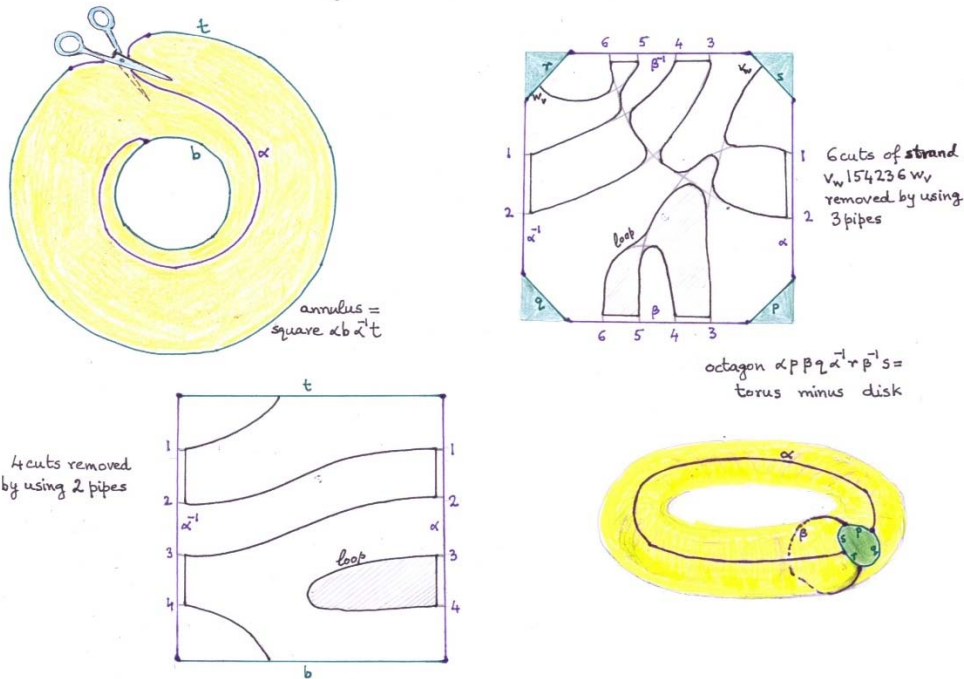 t
b
α
annulus =
square αbα⁻¹t
6 5 4 3
β⁻¹
r
s
w_v
v_w
1
2
α⁻¹
1
2
α
loop
q
p
β
6 5 4 3
6 cuts of strand
v_w 154236 w_v
removed by using
3 pipes
octagon αpβqα⁻¹rβ⁻¹s =
torus minus disk
4 cuts removed
by using 2 pipes
t
1
2
α⁻¹
3
4
1
2
α
3
4
loop
b
α
β
s
p
q
r